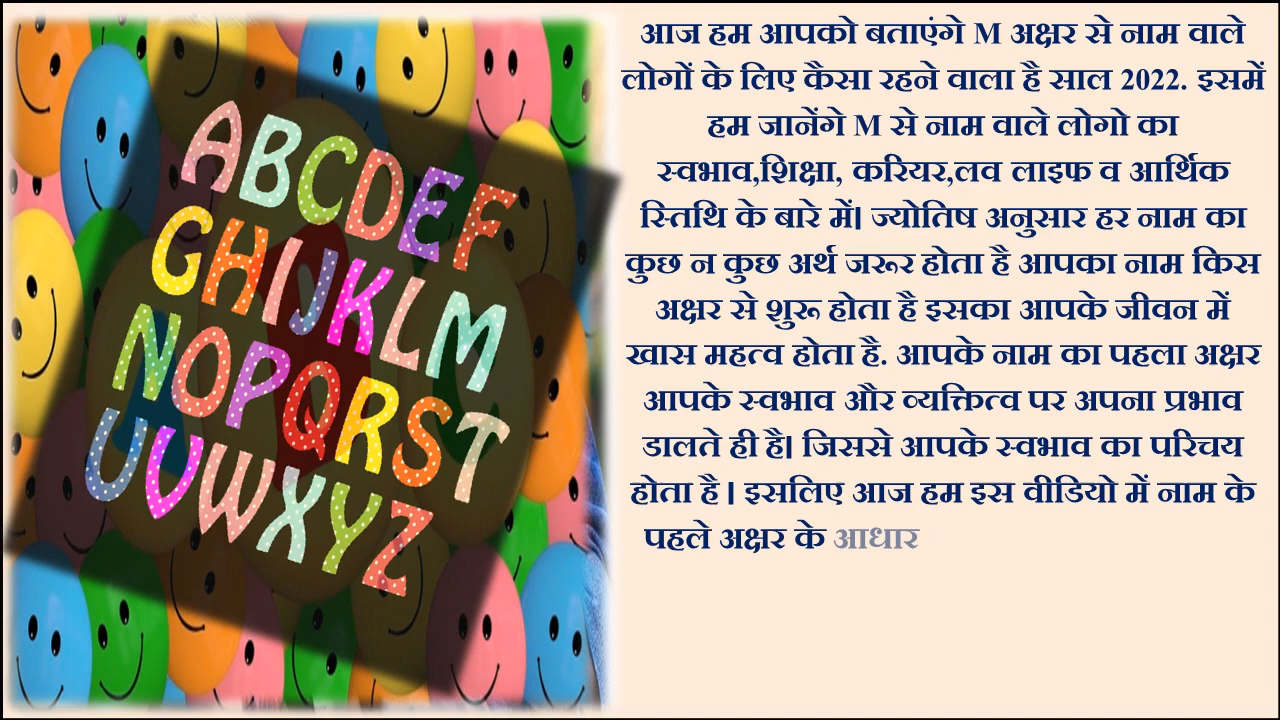 ABCDEF
GHIJKLM
NOPQRST
UVWXYZ
आज हम आपको बताएंगे M अक्षर से नाम वाले
लोगों के लिए कैसा रहने वाला है साल 2022. इसमें
हम जानेंगे M से नाम वाले लोगो का
स्वभाव,शिक्षा, करियर,लव लाइफ व आर्थिक
स्तिथि के बारे में। ज्योतिष अनुसार हर नाम का
कुछ न कुछ अर्थ जरूर होता है आपका नाम किस
अक्षर से शुरू होता है इसका आपके जीवन में
खास महत्व होता है. आपके नाम का पहला अक्षर
आपके स्वभाव और व्यक्तित्व पर अपना प्रभाव
डालते ही है। जिससे आपके स्वभाव का परिचय
होता है। इसलिए आज हम इस वीडियो में नाम के
पहले अक्षर के आधार